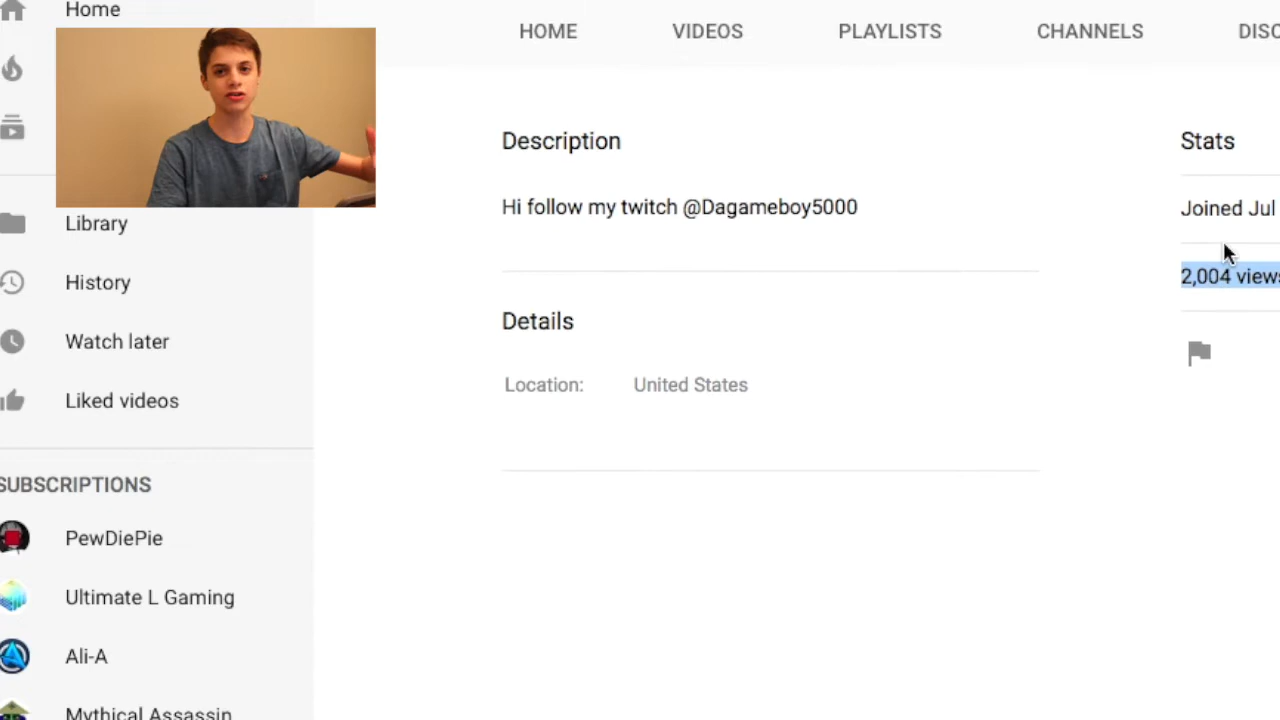 Home
HOME VIDEOS PLAYLISTS CHANNELS
Description
Stats
Hi follow my twitch @Dagameboy5000
Joined Jul
2,004 views
Library
History
Watch later
Liked videos
Details
Location: United States
SUBSCRIPTIONS
PewDiePie
Ultimate L Gaming
Ali-A
Mythical Assassin